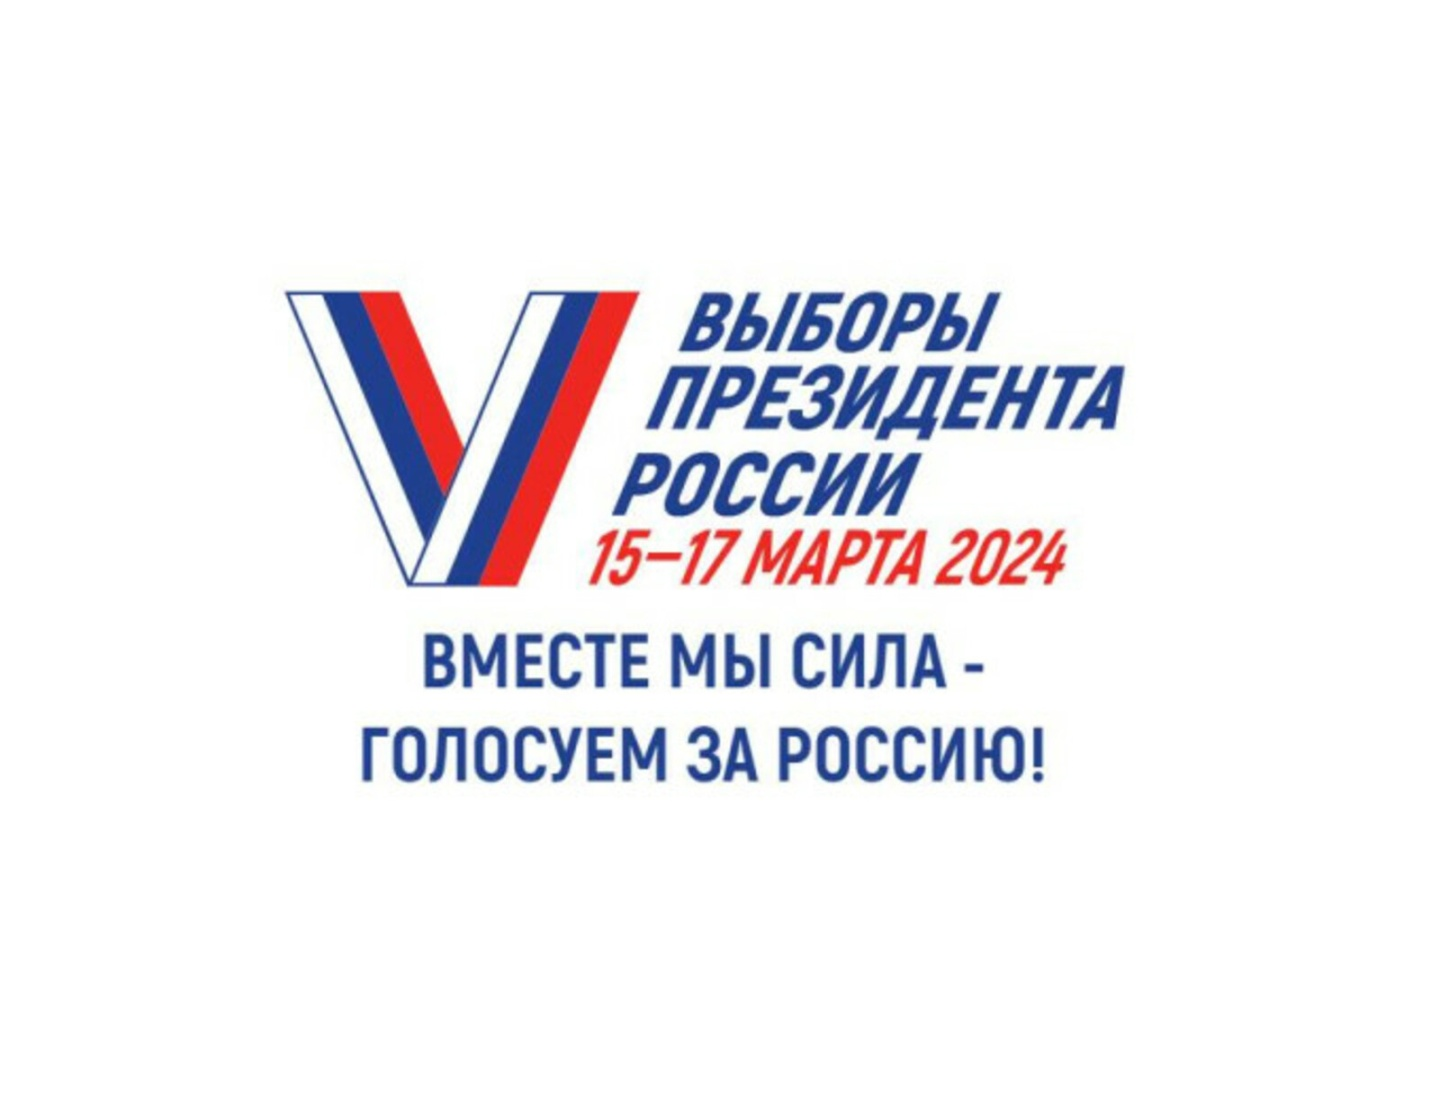 ВЫБОРЫ
ПРЕЗИДЕНТА
РОССИИ
15–17 МАРТА 2024
ВМЕСТЕ МЫ СИЛА -
ГОЛОСУЕМ ЗА РОССИЮ!